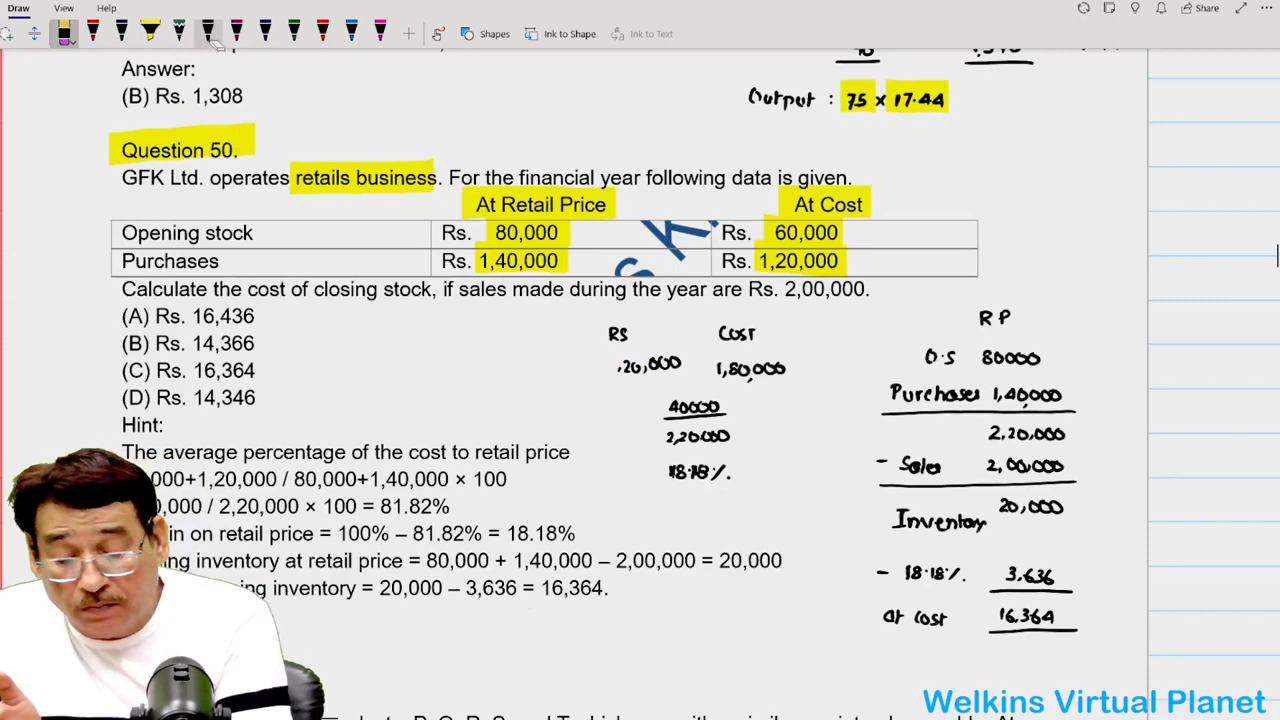 Draw View Help
Share
Shapes Ink to Shape Ink to Text
Answer:
(B) Rs. 1,308
Output : 75 × 17.44
Question 50.
GFK Ltd. operates retails business. For the financial year following data is given.
At Retail Price At Cost
Opening stock Rs. 80,000 Rs. 60,000
Purchases Rs. 1,40,000 Rs. 1,20,000
Calculate the cost of closing stock, if sales made during the year are Rs. 2,00,000.
(A) Rs. 16,436
(B) Rs. 14,366
(C) Rs. 16,364
(D) Rs. 14,346
Hint:
The average percentage of the cost to retail price
000+1,20,000 / 80,000+1,40,000 × 100
0,000 / 2,20,000 × 100 = 81.82%
in on retail price = 100% – 81.82% = 18.18%
ing inventory at retail price = 80,000 + 1,40,000 – 2,00,000 = 20,000
ing inventory = 20,000 – 3,636 = 16,364.
RS COST
,20,000 1,80,000
40000
2,20,000
18.18%.
R P
O.S 80000
Purchases 1,40,000
2,20,000
- Sales 2,00,000
20,000
Inventory
- 18.18%. 3,636
At cost 16,364
Welkins Virtual Planet